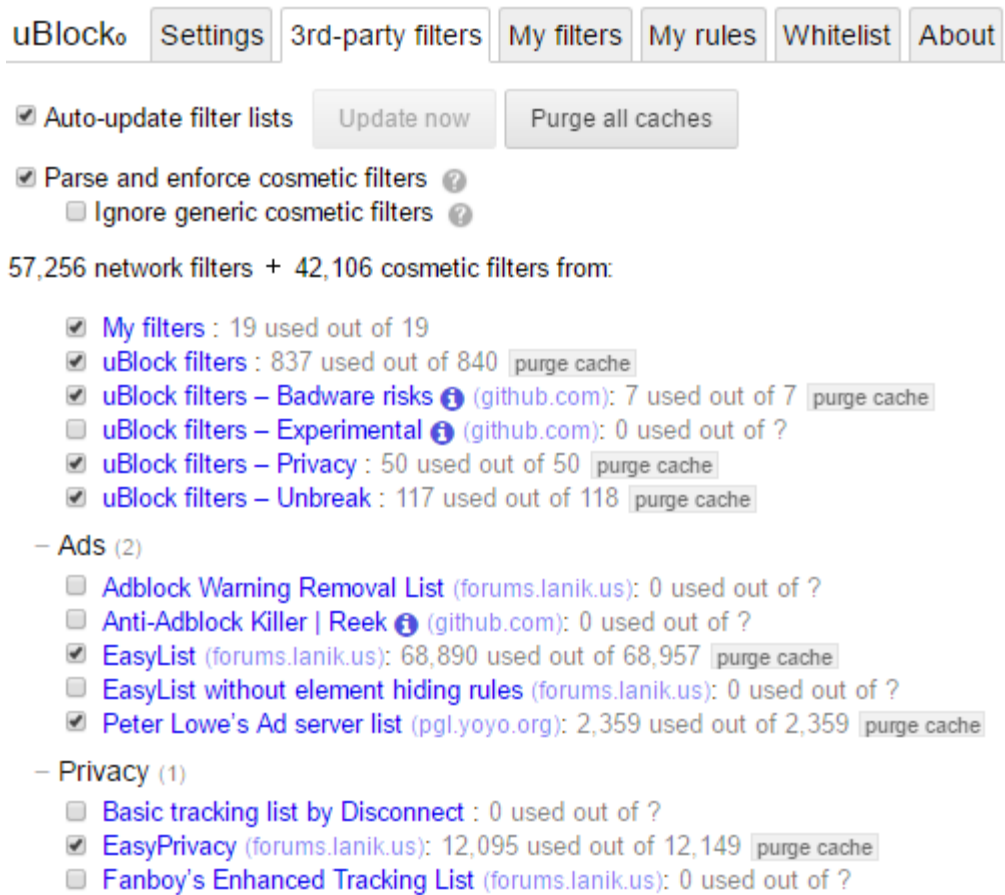 uBlock₀ Settings 3rd-party filters My filters My rules Whitelist About
Auto-update filter lists Update now Purge all caches
Parse and enforce cosmetic filters ?
Ignore generic cosmetic filters ?
57,256 network filters + 42,106 cosmetic filters from:
My filters : 19 used out of 19
uBlock filters : 837 used out of 840 purge cache
uBlock filters – Badware risks i (github.com): 7 used out of 7 purge cache
uBlock filters – Experimental i (github.com): 0 used out of ?
uBlock filters – Privacy : 50 used out of 50 purge cache
uBlock filters – Unbreak : 117 used out of 118 purge cache
– Ads (2)
Adblock Warning Removal List (forums.lanik.us): 0 used out of ?
Anti-Adblock Killer | Reek i (github.com): 0 used out of ?
EasyList (forums.lanik.us): 68,890 used out of 68,957 purge cache
EasyList without element hiding rules (forums.lanik.us): 0 used out of ?
Peter Lowe's Ad server list (pgl.yoyo.org): 2,359 used out of 2,359 purge cache
– Privacy (1)
Basic tracking list by Disconnect : 0 used out of ?
EasyPrivacy (forums.lanik.us): 12,095 used out of 12,149 purge cache
Fanboy's Enhanced Tracking List (forums.lanik.us): 0 used out of ?